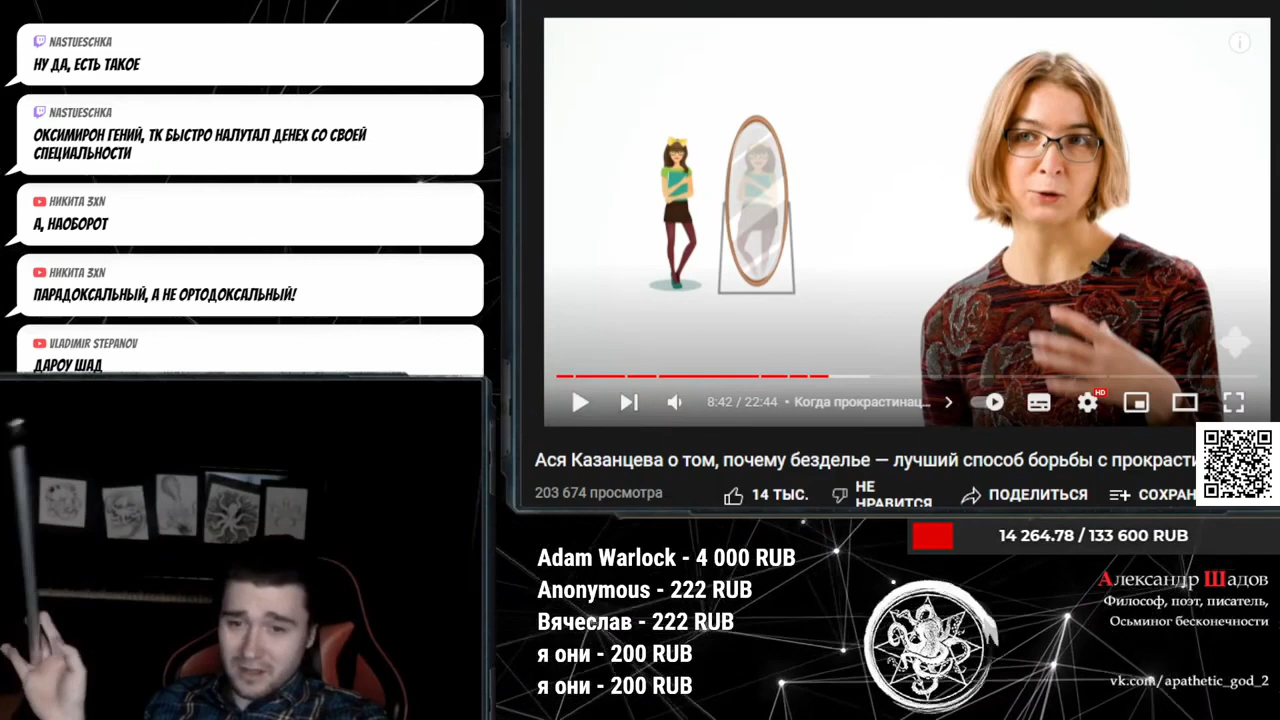 NASTUESCHKA
НУ ДА, ЕСТЬ ТАКОЕ
NASTUESCHKA
ОКСИМИРОН ГЕНИЙ, ТК БЫСТРО НАЛУТАЛ ДЕНЕХ СО СВОЕЙ
СПЕЦИАЛЬНОСТИ
НИКИТА 3XN
А, НАОБОРОТ
НИКИТА 3XN
ПАРАДОКСАЛЬНЫЙ, А НЕ ОРТОДОКСАЛЬНЫЙ!
VLADIMIR STEPANOV
ДАРОУ ШАД
8:42 / 22:44 • Когда прокрастинац...
HD
Ася Казанцева о том, почему безделье — лучший способ борьбы с прокрасти
203 674 просмотра
14 ТЫС.
НЕ
НРАВИТСЯ
ПОДЕЛИТЬСЯ
СОХРАН
14 264.78 / 133 600 RUB
Adam Warlock - 4 000 RUB
Anonymous - 222 RUB
Вячеслав - 222 RUB
я они - 200 RUB
я они - 200 RUB
Александр Шадов
Философ, поэт, писатель,
Осьминог бесконечности
vk.com/apathetic_god_2